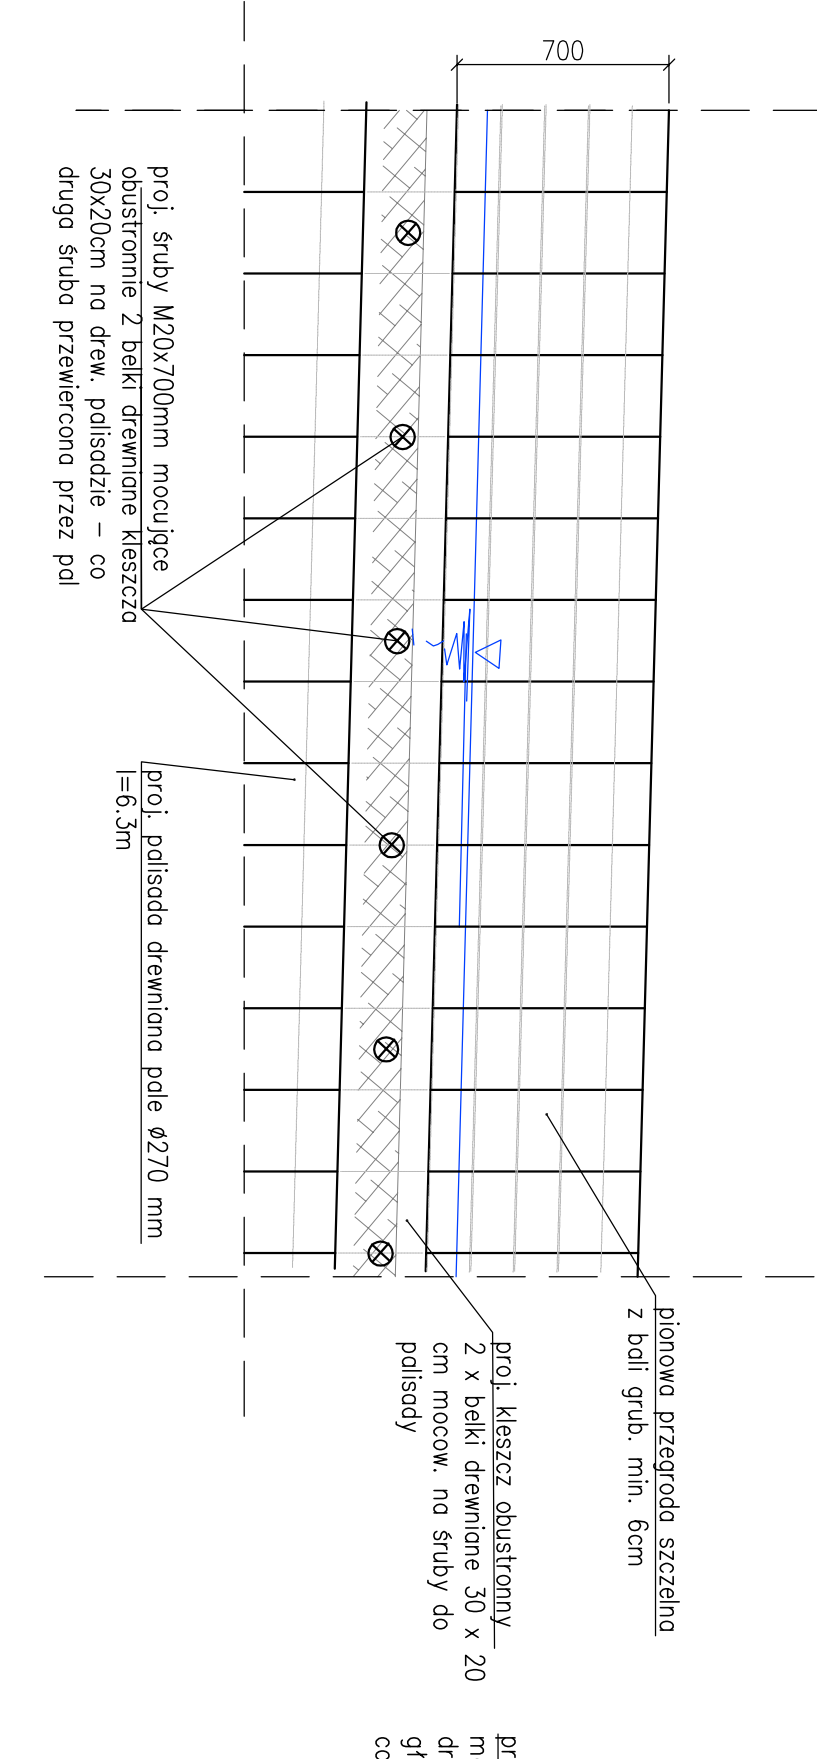 700
proj. śruby M20x700mm mocujące
obustronnie 2 belki drewniane kleszcza
30x20cm na drew. palisadzie – co
druga śruba przewiercona przez pal
proj. palisada drewniana pale ø270 mm
l=6.3m
pionowa przegroda szczelna
z bali grub. min. 6cm
proj. kleszcz obustronny
2 x belki drewniane 30 x 20
cm mocow. na śruby do
palisady